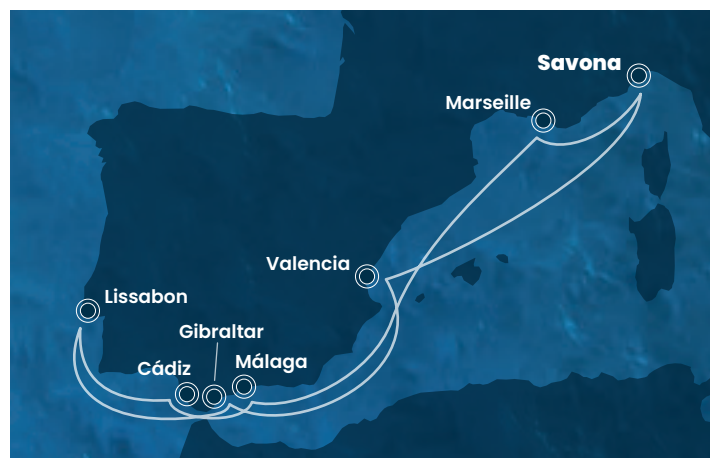 Savona
Marseille
Valencia
Lissabon
Gibraltar
Cádiz
Málaga